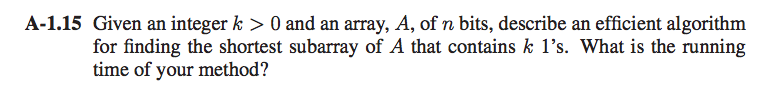 A-1.15 Given an integer k > 0 and an array, A, of n bits, describe an efficient algorithm
for finding the shortest subarray of A that contains k 1's. What is the running
time of your method?